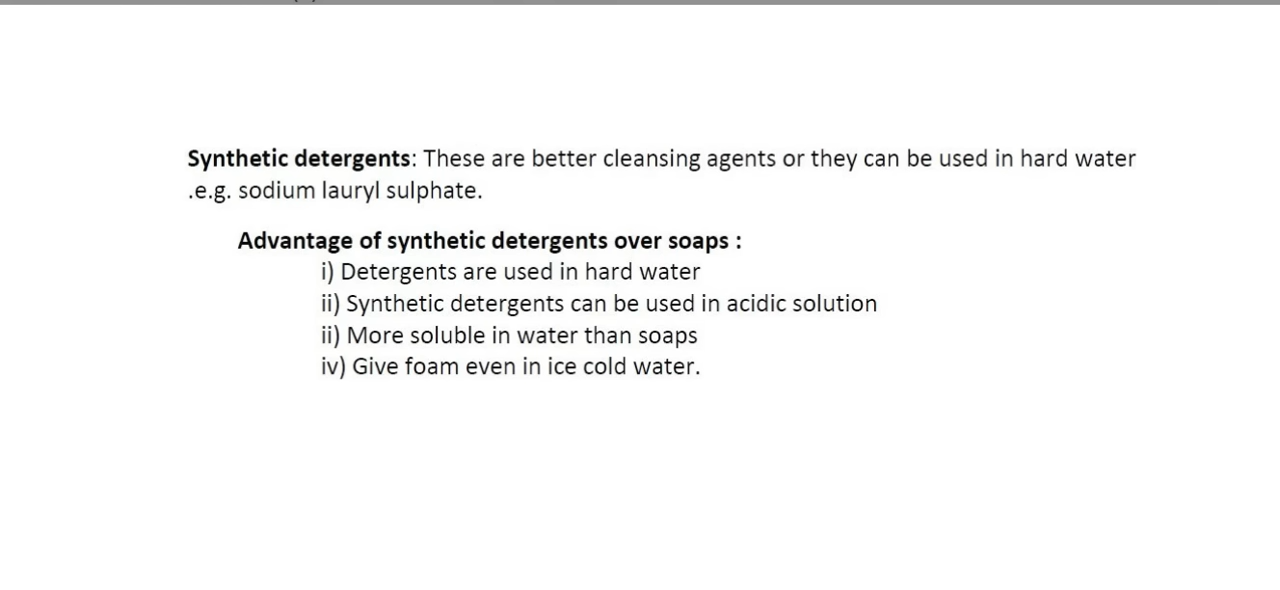 Synthetic detergents: These are better cleansing agents or they can be used in hard water
.e.g. sodium lauryl sulphate.
Advantage of synthetic detergents over soaps :
i) Detergents are used in hard water
ii) Synthetic detergents can be used in acidic solution
ii) More soluble in water than soaps
iv) Give foam even in ice cold water.